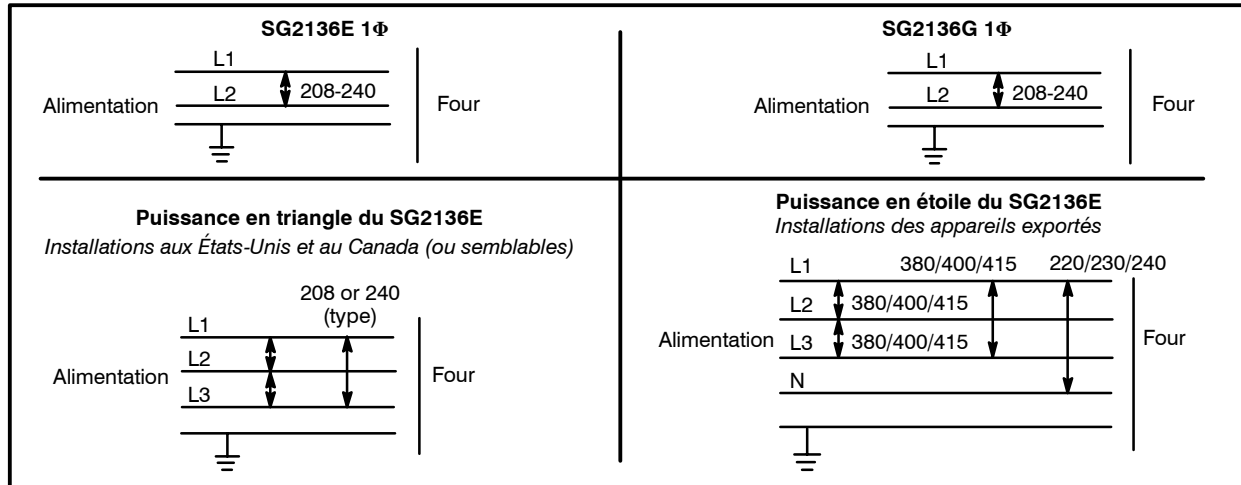 SG2136E 1Φ
L1
L2
208-240
Alimentation
Four
SG2136G 1Φ
L1
L2
208-240
Alimentation
Four
Puissance en triangle du SG2136E
Installations aux États-Unis et au Canada (ou semblables)
208 or 240
(type)
L1
L2
L3
Alimentation
Four
Puissance en étoile du SG2136E
Installations des appareils exportés
L1
380/400/415
220/230/240
L2
380/400/415
L3
380/400/415
Alimentation
N
Four